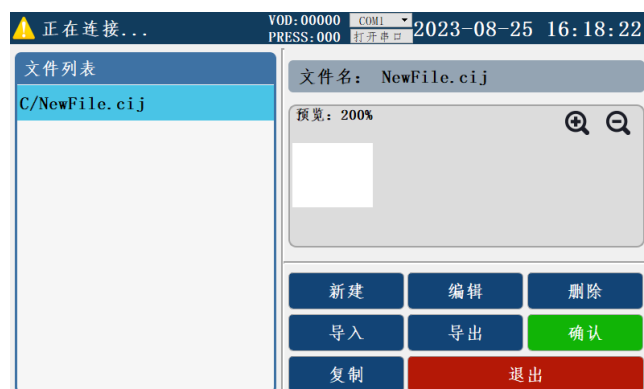 正在连接...
VOD:00000 COM1
PRESS:000 打开串口
2023-08-25 16:18:22
文件列表
C/NewFile.cij
文件名: NewFile.cij
预览: 200%
新建 编辑 删除
导入 导出 确认
复制 退出